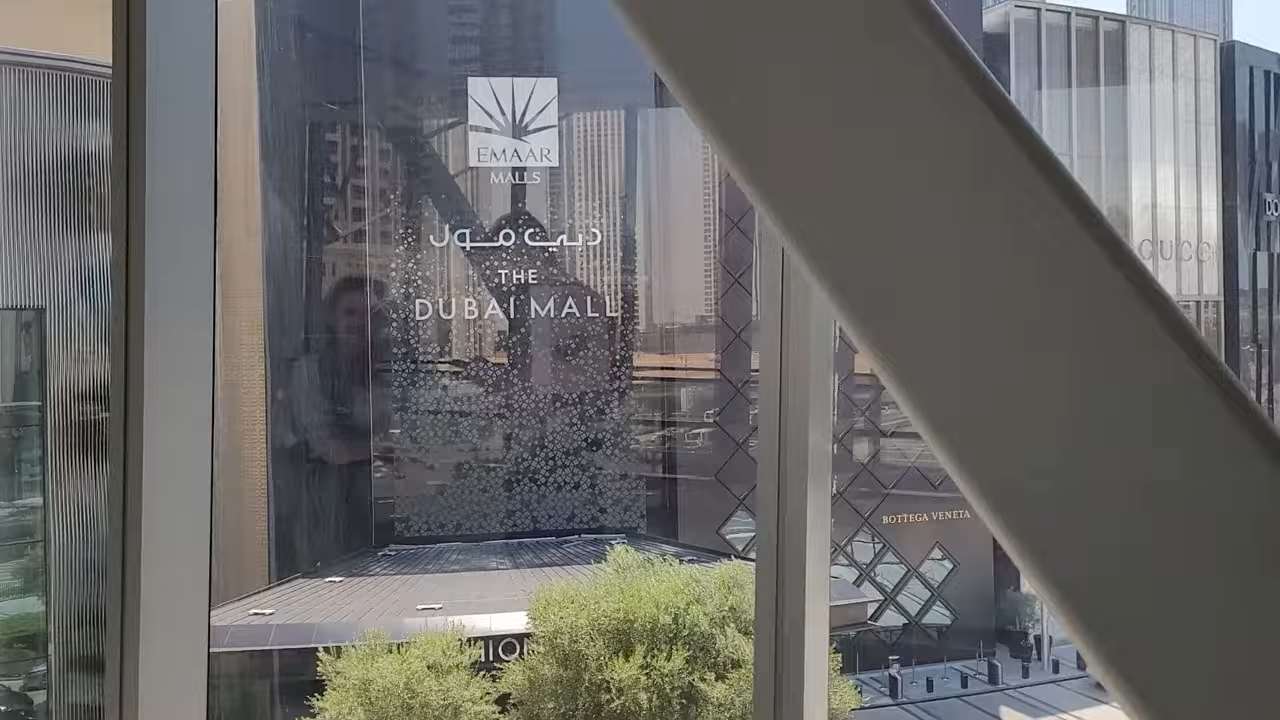 EMAAR
MALLS
دبي مول
THE
DUBAI MALL
GUCCI
BOTTEGA VENETA